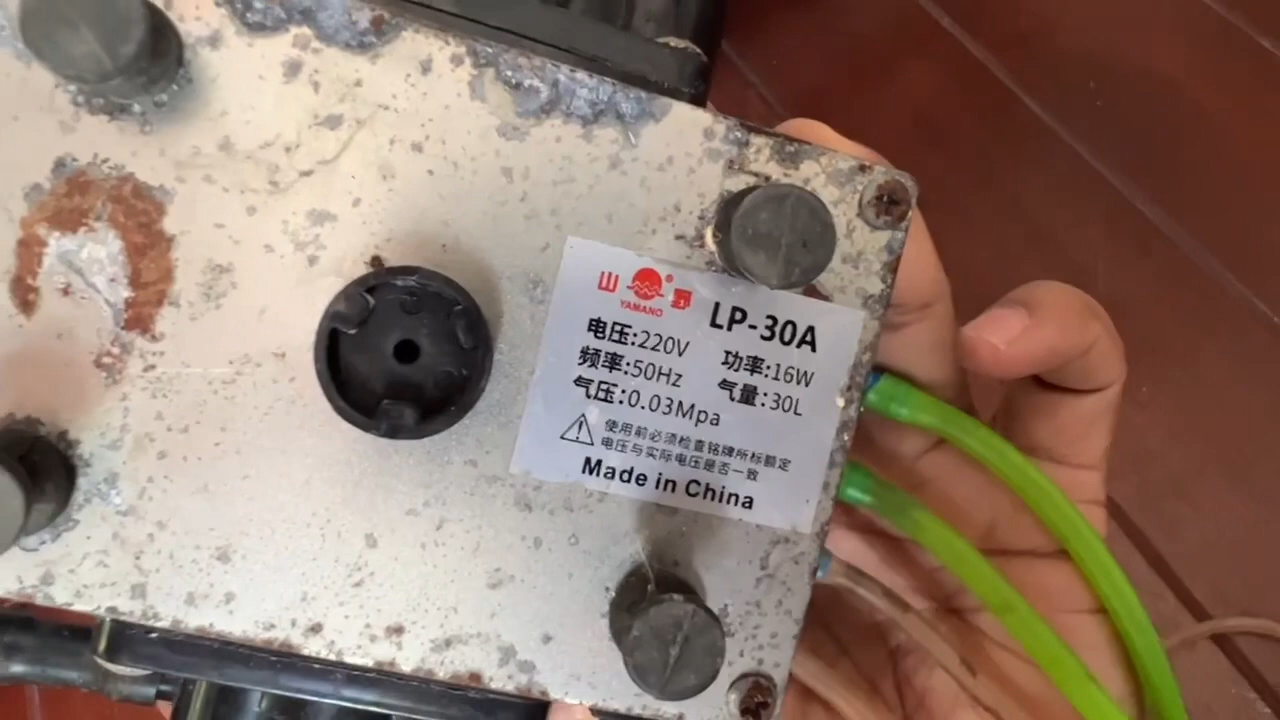 山星®
YAMANO
LP-30A
电压:220V 功率:16W
频率:50Hz 气量:30L
气压:0.03Mpa
使用前必须检查铭牌所标额定
电压与实际电压是否一致
Made in China